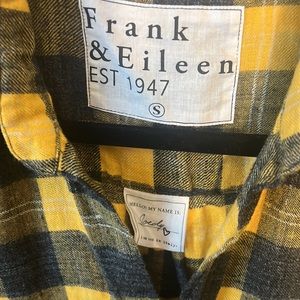 Frank
& Eileen
EST 1947
S
HELLO! MY NAME IS: